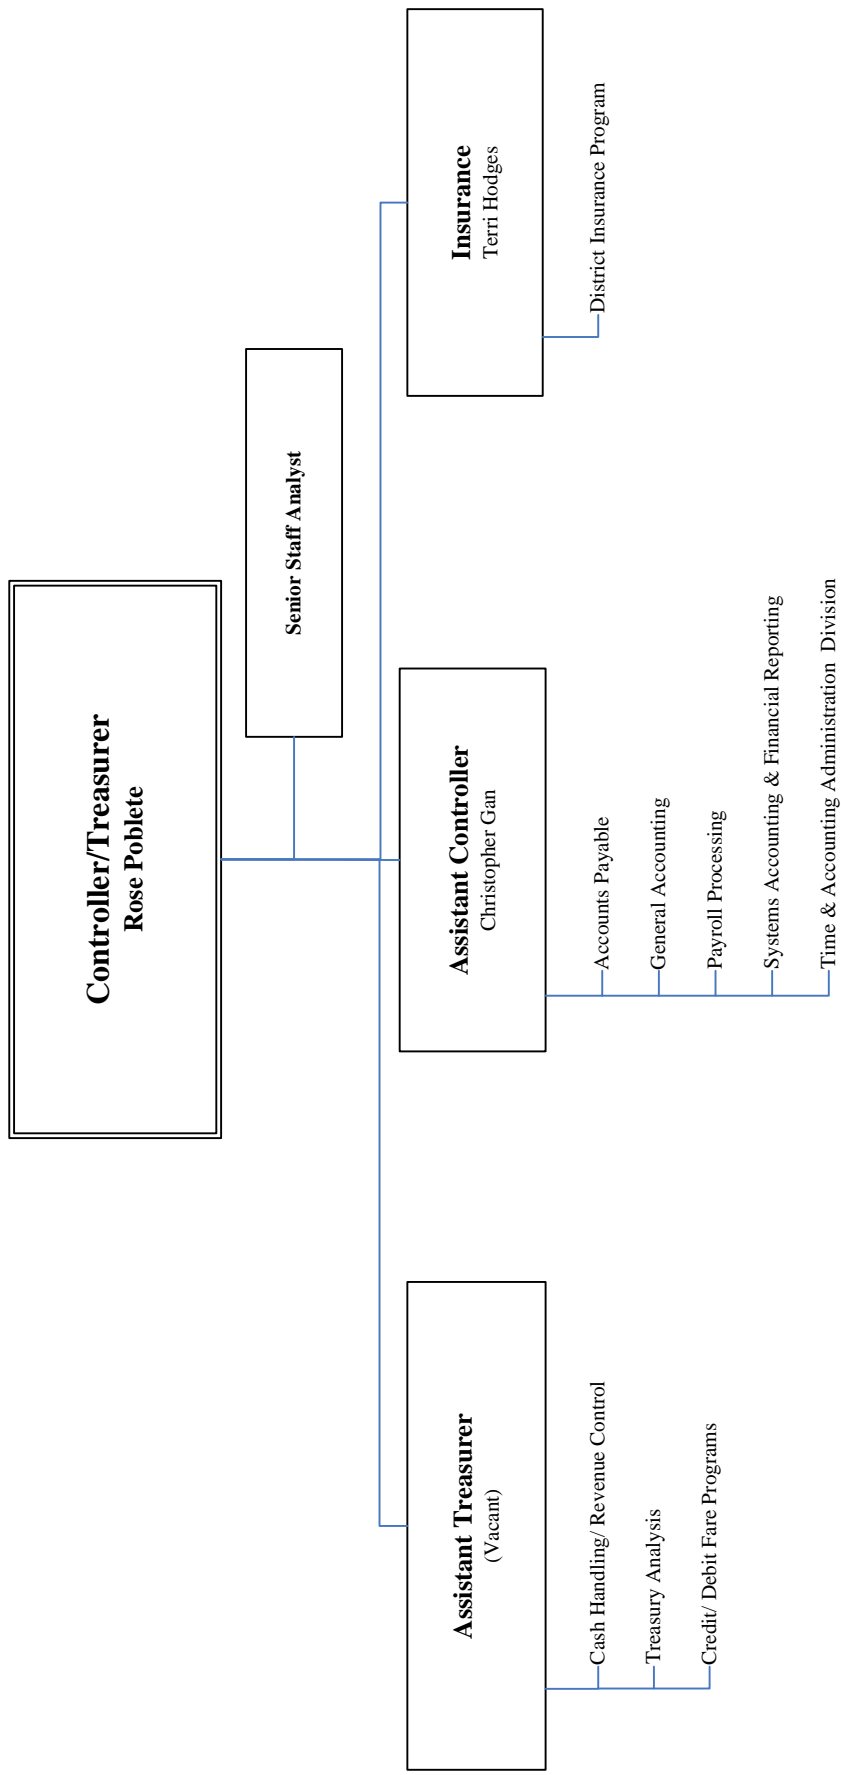 Controller/Treasurer
Rose Poblete
Senior Staff Analyst
Assistant Treasurer
(Vacant)
Cash Handling/ Revenue Control
Treasury Analysis
Credit/ Debit Fare Programs
Assistant Controller
Christopher Gan
Accounts Payable
General Accounting
Payroll Processing
Systems Accounting & Financial Reporting
Time & Accounting Administration Division
Insurance
Terri Hodges
District Insurance Program